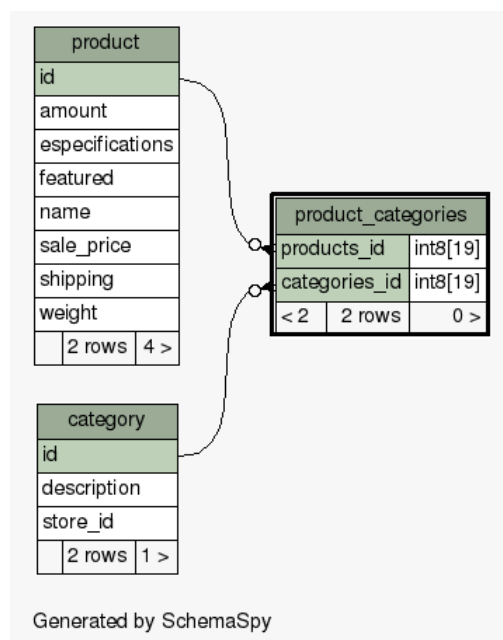 product
id
amount
especifications
featured
name
sale_price
shipping
weight
2 rows 4 >
product_categories
products_id int8[19]
categories_id int8[19]
< 2 2 rows 0 >
category
id
description
store_id
2 rows 1 >
Generated by SchemaSpy